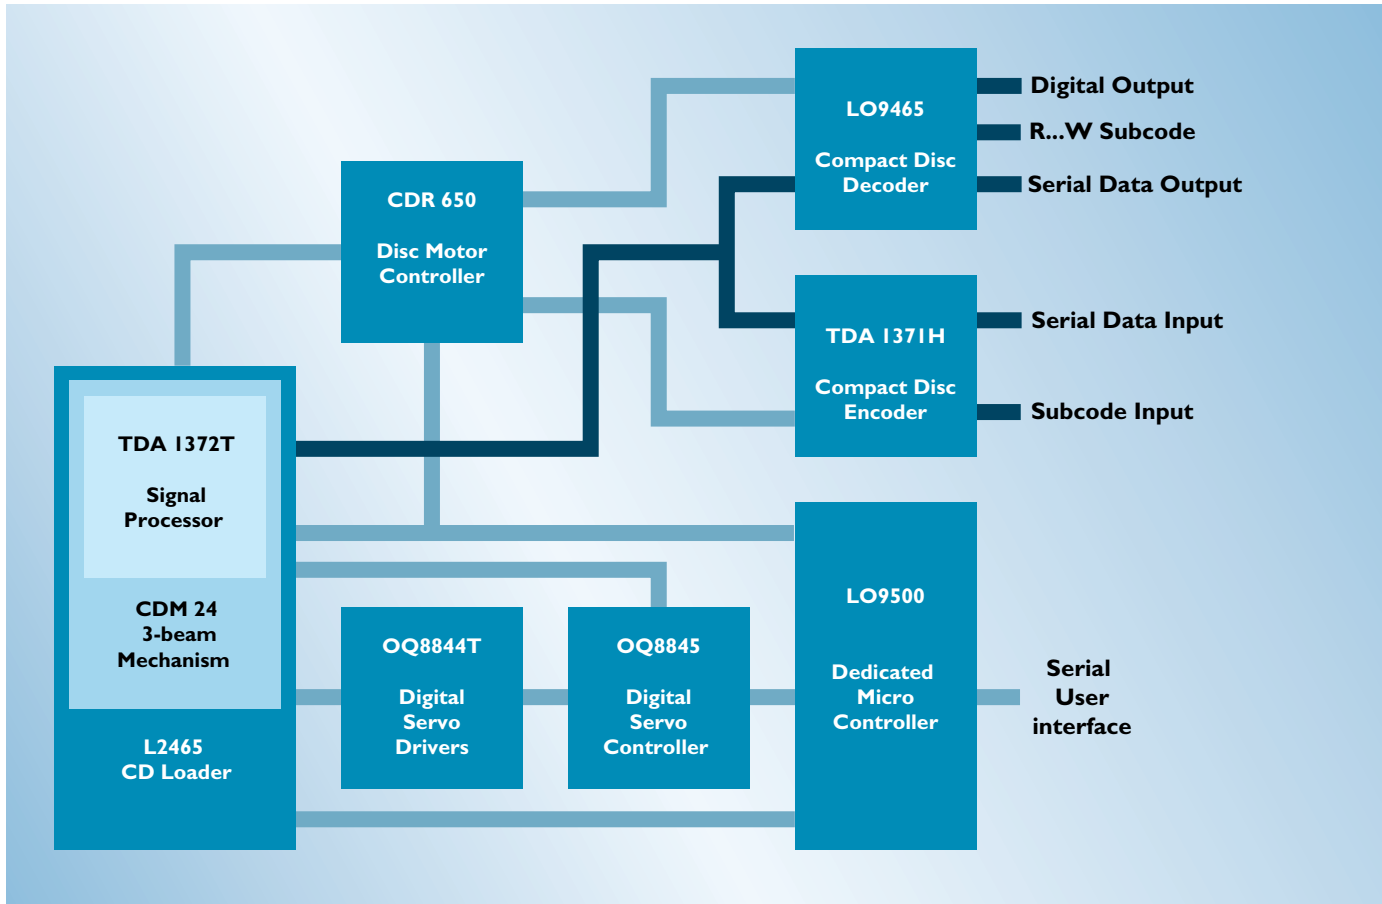 LO9465
Compact Disc
Decoder
Digital Output
R...W Subcode
Serial Data Output
CDR 650
Disc Motor
Controller
TDA 1371H
Compact Disc
Encoder
Serial Data Input
Subcode Input
TDA 1372T
Signal
Processor
CDM 24
3-beam
Mechanism
L2465
CD Loader
OQ8844T
Digital
Servo
Drivers
OQ8845
Digital
Servo
Controller
LO9500
Dedicated
Micro
Controller
Serial
User
interface